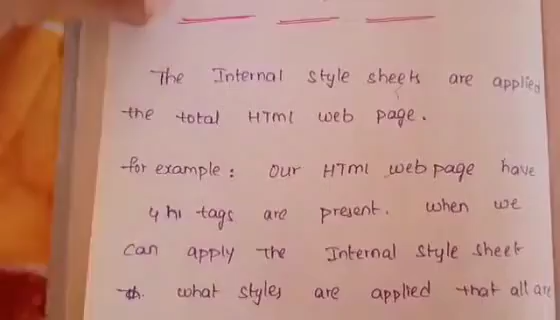 The Internal style sheets are applied
the total HTML web page.
for example: Our HTML web page have
4 h1 tags are present. when we
can apply the Internal style sheet
what styles are applied that all are